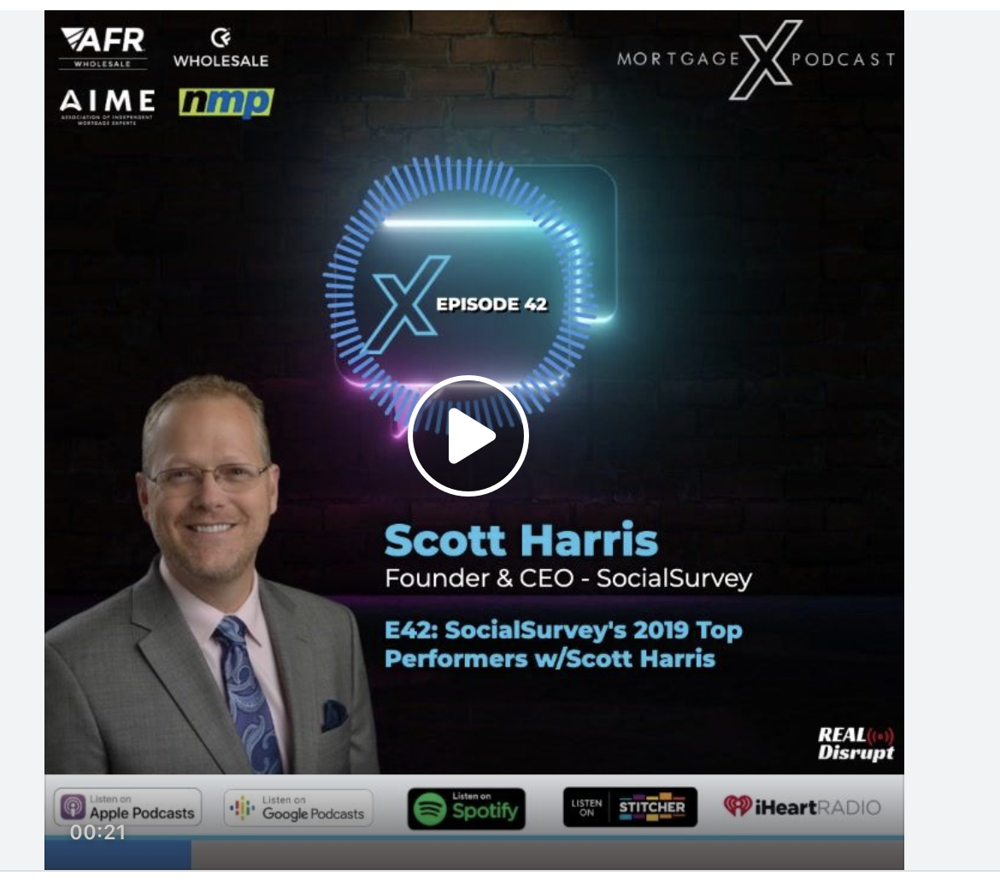 AFR
WHOLESALE
WHOLESALE
AIME
ASSOCIATION OF INDEPENDENT
MORTGAGE EXPERTS
nmp
MORTGAGE X PODCAST
X EPISODE 42
Scott Harris
Founder & CEO - SocialSurvey
E42: SocialSurvey's 2019 Top
Performers w/Scott Harris
REAL
Disrupt
Listen on
Apple Podcasts
Listen on
Google Podcasts
Listen on
Spotify
LISTEN
ON
STITCHER
iHeartRADIO
00:21